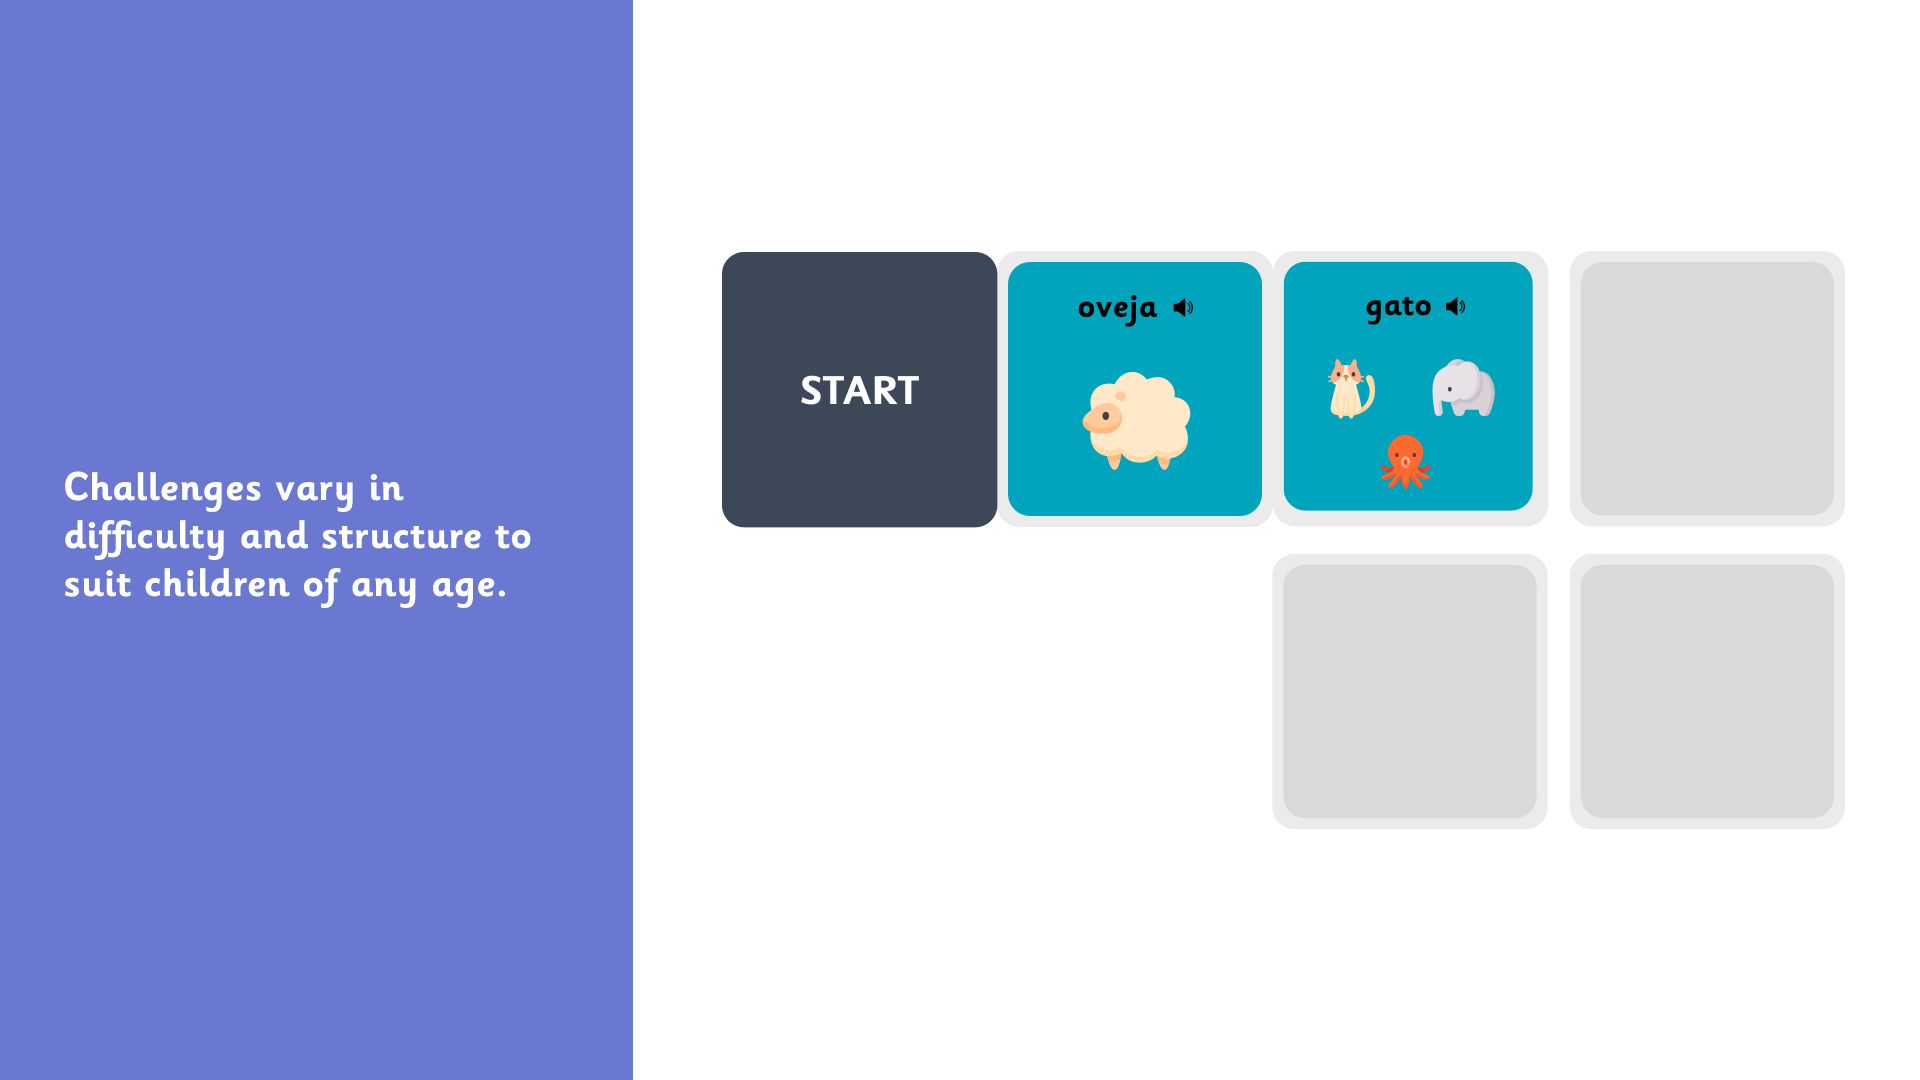 Challenges vary in
difficulty and structure to
suit children of any age.
START
oveja
gato